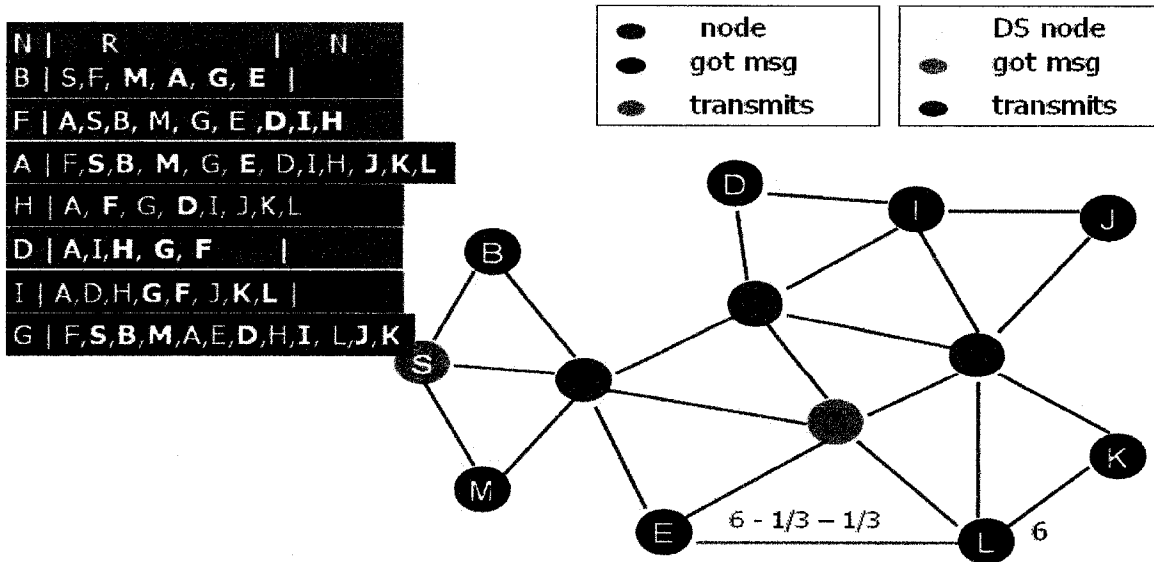 N | R | N
B | S,F, M, A, G, E |
F | A,S,B, M, G, E ,D,I,H
A | F,S,B, M, G, E, D,I,H, J,K,L
H | A, F, G, D,I, J,K,L
D | A,I,H, G, F |
I | A,D,H,G,F, J,K,L |
G | F,S,B,M,A,E,D,H,I, L,J,K
node
got msg
transmits
DS node
got msg
transmits
D
I
J
B
S
M
K
E
6 - 1/3 – 1/3
L
6